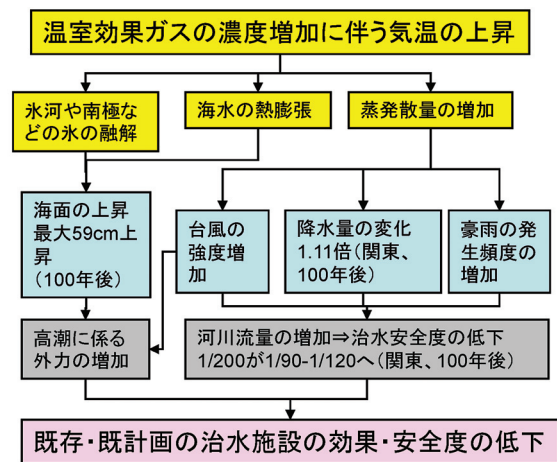 温室効果ガスの濃度増加に伴う気温の上昇
氷河や南極な
どの氷の融解
海水の熱膨張
蒸発散量の増加
海面の上昇
最大59cm上
昇
(100年後)
台風の
強度増
加
降水量の変化
1.11倍(関東、
100年後)
豪雨の発
生頻度の
増加
高潮に係る
外力の増加
河川流量の増加⇒治水安全度の低下
1/200が1/90-1/120へ(関東、100年後)
既存・既計画の治水施設の効果・安全度の低下